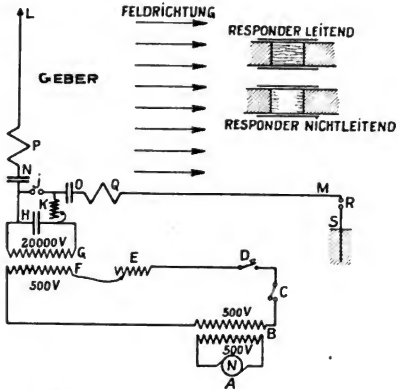 L
FELDRICHTUNG
RESPONDER LEITEND
GEBER
RESPONDER NICHTLEITEND
P
N
J
O
Q
M
K
R
H
S
20000V
G
F
E
D
500V
C
500V
B
500V
N
A